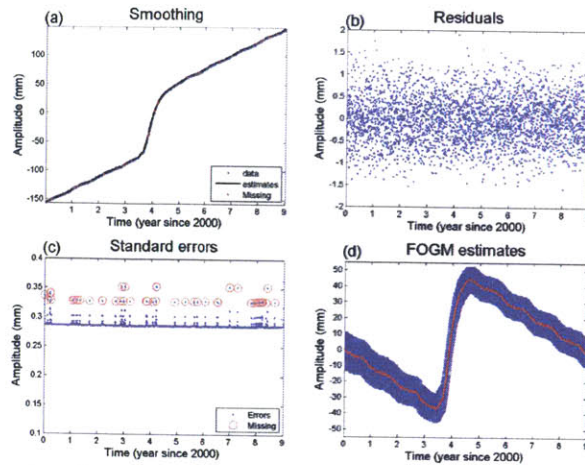 (a) Smoothing
Amplitude (mm)
100
50
0
-50
-100
-150
data
estimates
Missing
1 2 3 4 5 6 7 8 9
Time (year since 2000)
(b) Residuals
Amplitude (mm)
2
1.5
1
0.5
0
-0.5
-1
-1.5
-2
0 1 2 3 4 5 6 7 8
Time (year since 2000)
(c) Standard errors
Amplitude (mm)
0.4
0.35
0.3
0.25
0.2
0.15
0.1
Errors
Missing
0 1 2 3 4 5 6 7 8 9
Time (year since 2000)
(d) FOGM estimates
Amplitude (mm)
50
40
30
20
10
0
-10
-20
-30
-40
-50
0 1 2 3 4 5 6 7 8 9
Time (year since 2000)